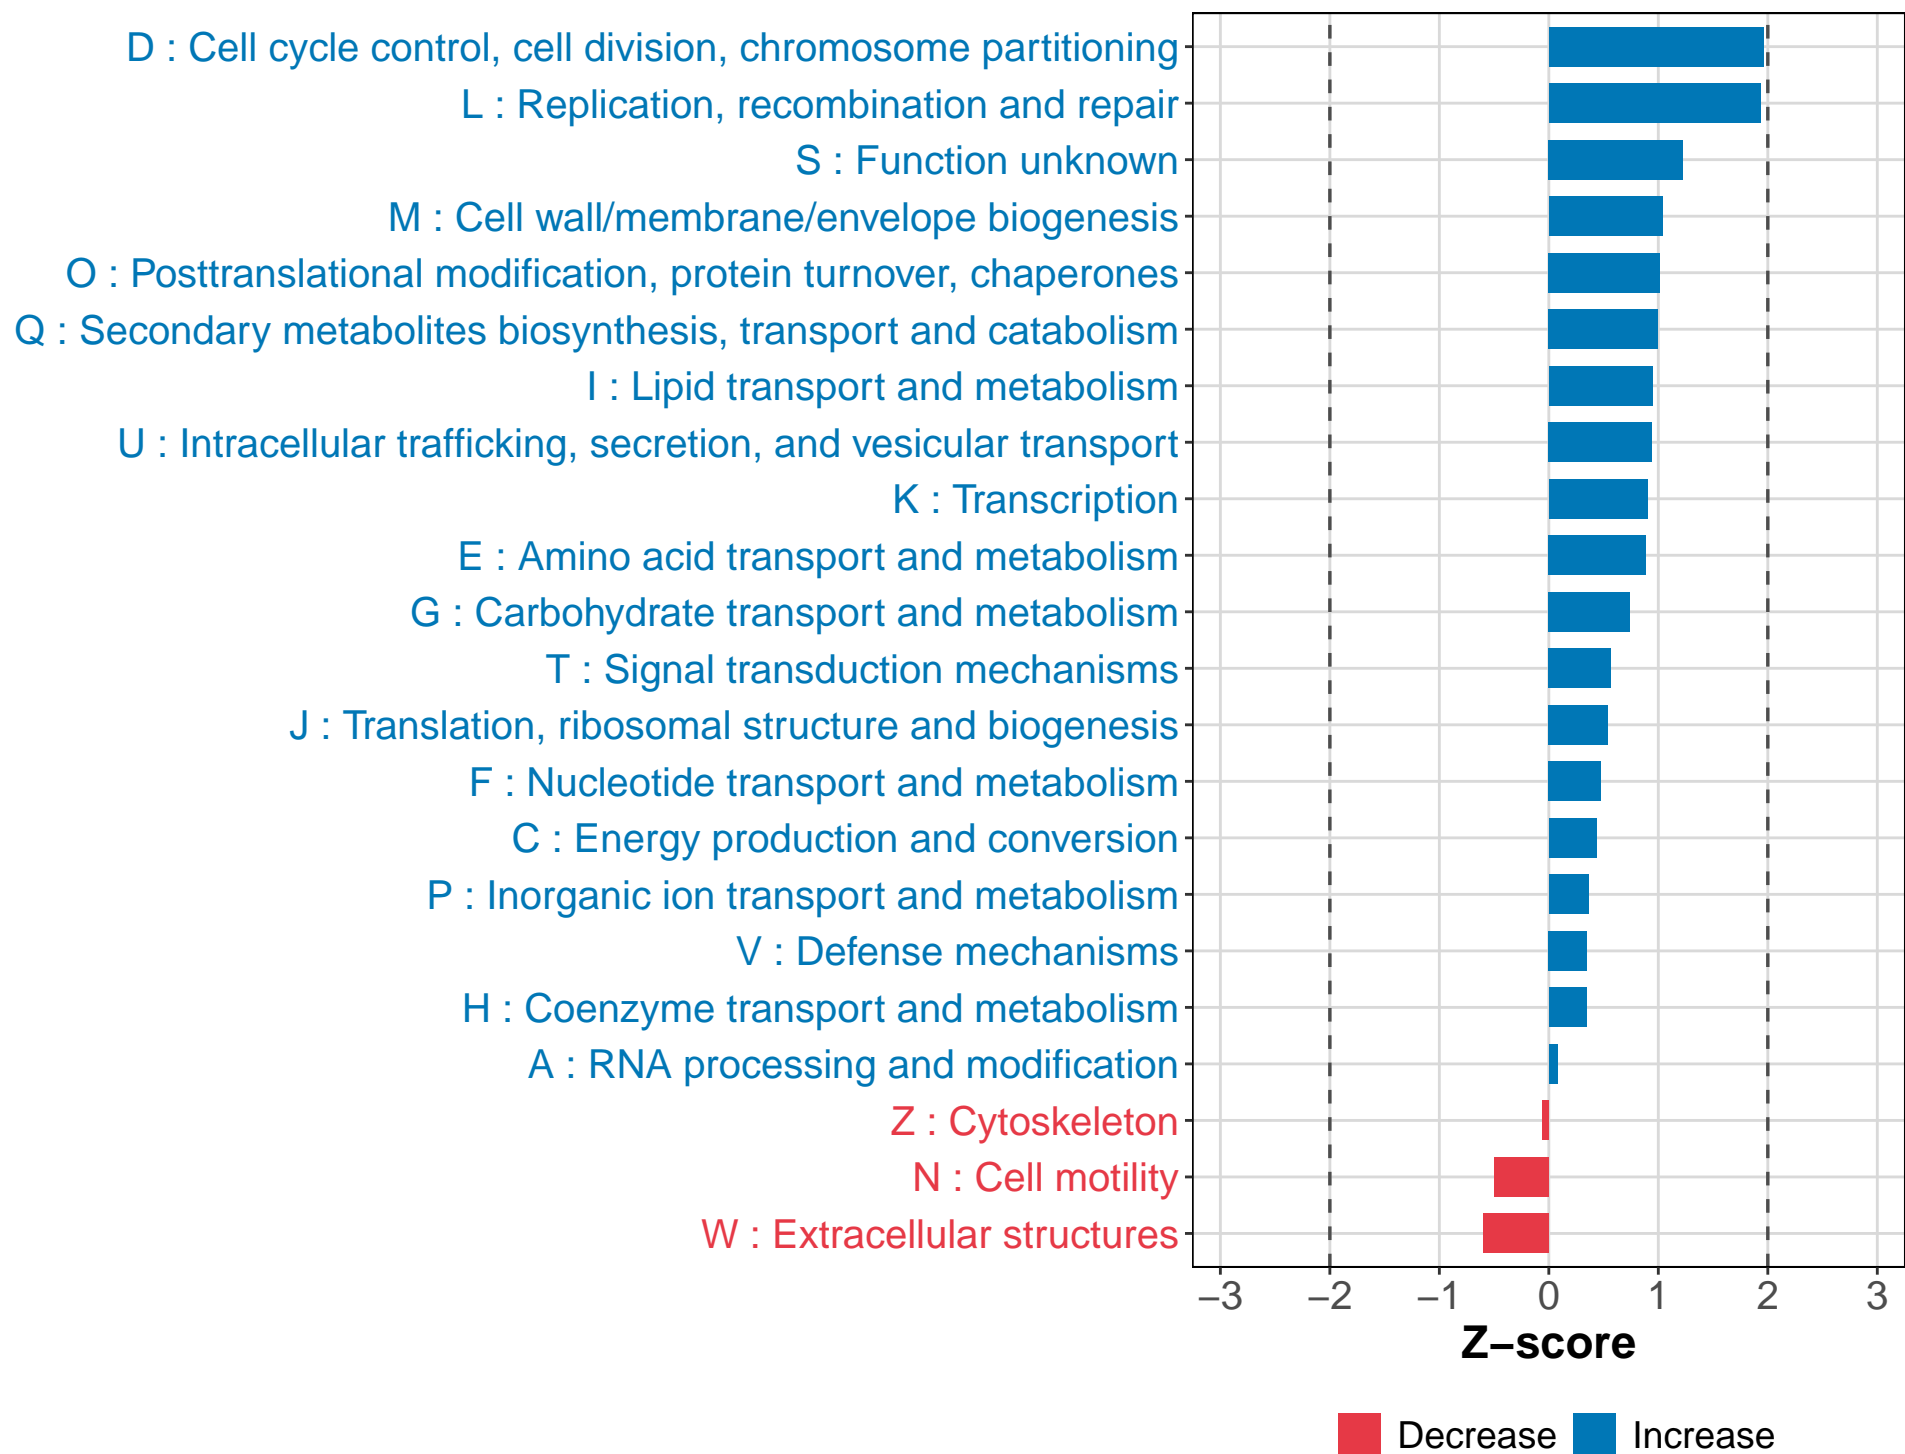 D : Cell cycle control, cell division, chromosome partitioning
L : Replication, recombination and repair
S : Function unknown
M : Cell wall/membrane/envelope biogenesis
O : Posttranslational modification, protein turnover, chaperones
Q : Secondary metabolites biosynthesis, transport and catabolism
I : Lipid transport and metabolism
U : Intracellular trafficking, secretion, and vesicular transport
K : Transcription
E : Amino acid transport and metabolism
G : Carbohydrate transport and metabolism
T : Signal transduction mechanisms
J : Translation, ribosomal structure and biogenesis
F : Nucleotide transport and metabolism
C : Energy production and conversion
P : Inorganic ion transport and metabolism
V : Defense mechanisms
H : Coenzyme transport and metabolism
A : RNA processing and modification
Z : Cytoskeleton
N : Cell motility
W : Extracellular structures
−3 −2 −1 0 1 2 3
Z−score
Decrease Increase